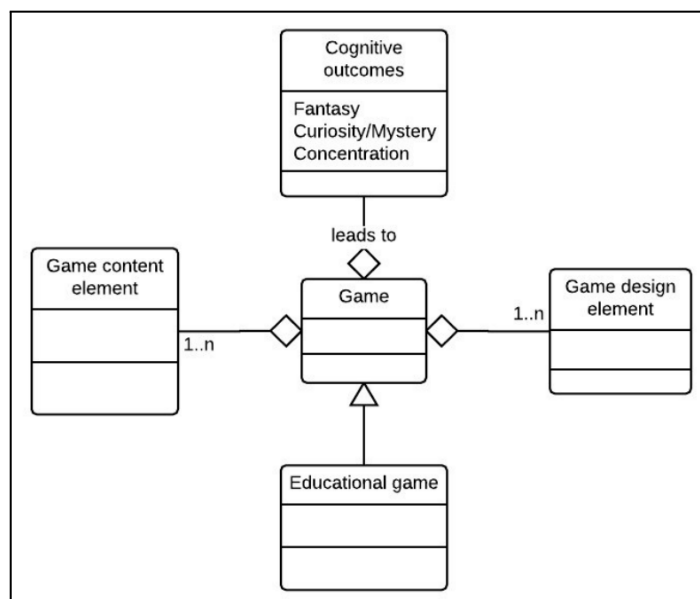 Cognitive
outcomes
Fantasy
Curiosity/Mystery
Concentration
leads to
Game content
element
1..n
Game
1..n
Game design
element
Educational game